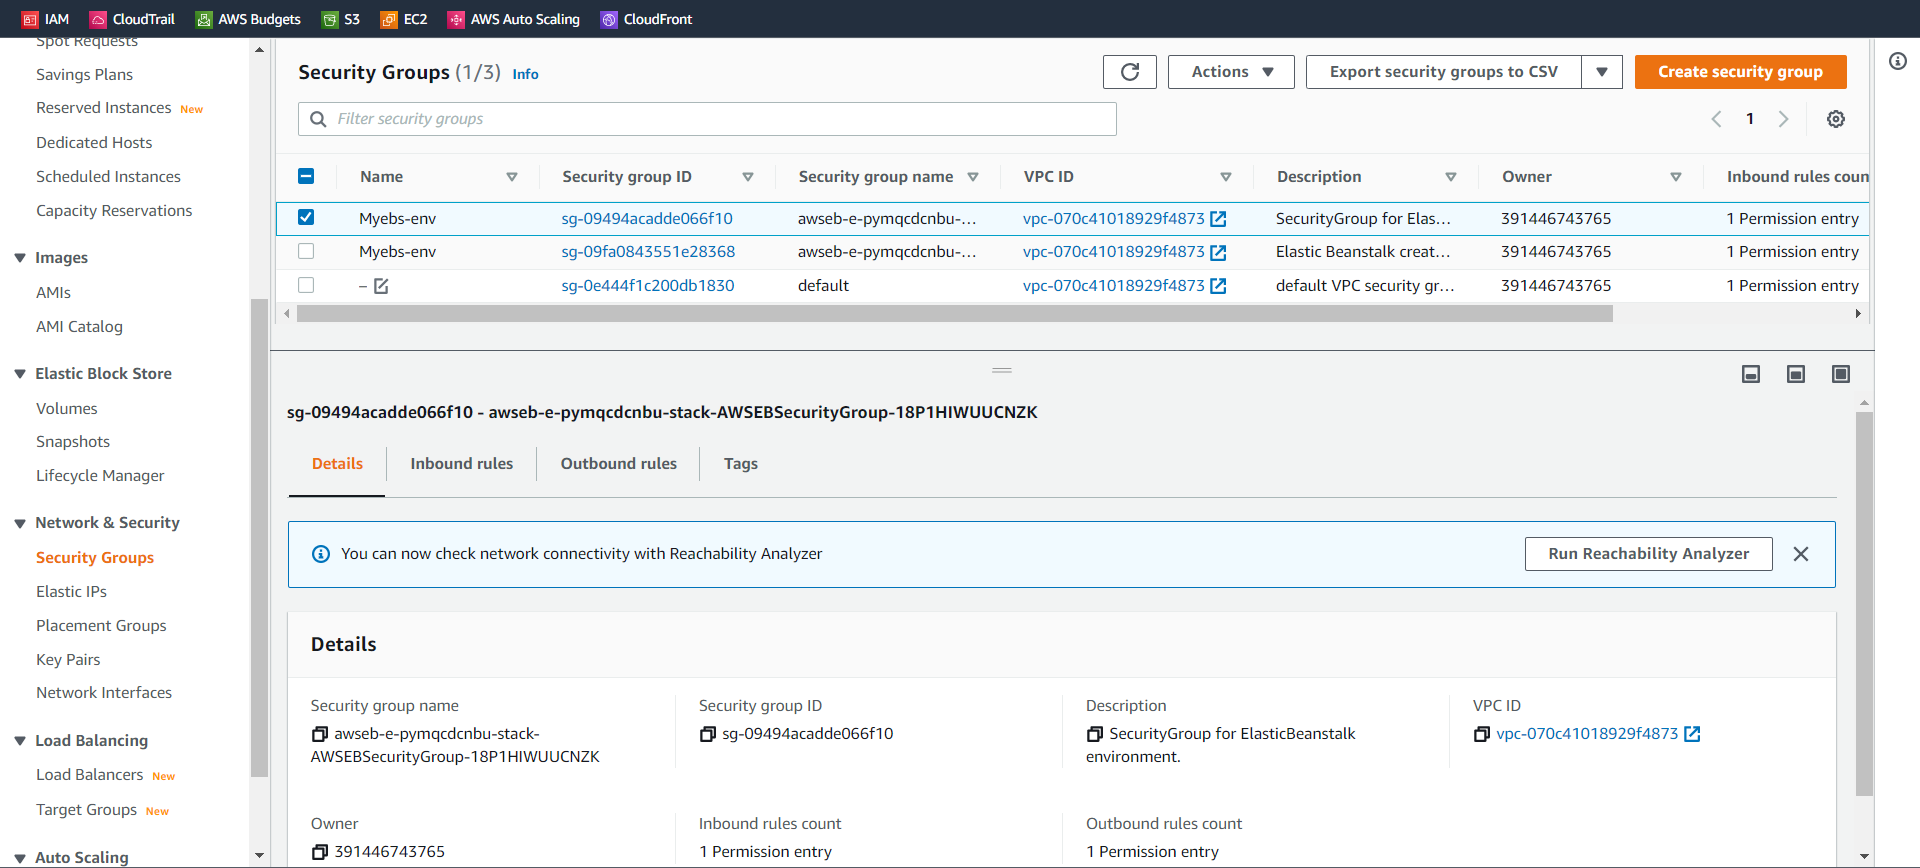 IAM CloudTrail AWS Budgets S3 EC2 AWS Auto Scaling CloudFront
Spot Requests
Savings Plans
Reserved Instances New
Dedicated Hosts
Scheduled Instances
Capacity Reservations
Images
AMIs
AMI Catalog
Elastic Block Store
Volumes
Snapshots
Lifecycle Manager
Network & Security
Security Groups
Elastic IPs
Placement Groups
Key Pairs
Network Interfaces
Load Balancing
Load Balancers New
Target Groups New
Auto Scaling
Security Groups (1/3) Info
Actions
Export security groups to CSV
Create security group
Filter security groups
1
Name Security group ID Security group name VPC ID Description Owner Inbound rules coun
Myebs-env sg-09494acadde066f10 awseb-e-pymqcdcnbu-... vpc-070c41018929f4873 SecurityGroup for Elas... 391446743765 1 Permission entry
Myebs-env sg-09fa0843551e28368 awseb-e-pymqcdcnbu-... vpc-070c41018929f4873 Elastic Beanstalk creat... 391446743765 1 Permission entry
– sg-0e444f1c200db1830 default vpc-070c41018929f4873 default VPC security gr... 391446743765 1 Permission entry
sg-09494acadde066f10 - awseb-e-pymqcdcnbu-stack-AWSEBSecurityGroup-18P1HIWUUCNZK
Details Inbound rules Outbound rules Tags
You can now check network connectivity with Reachability Analyzer
Run Reachability Analyzer
Details
Security group name
awseb-e-pymqcdcnbu-stack-
AWSEBSecurityGroup-18P1HIWUUCNZK
Security group ID
sg-09494acadde066f10
Description
SecurityGroup for ElasticBeanstalk
environment.
VPC ID
vpc-070c41018929f4873
Owner
391446743765
Inbound rules count
1 Permission entry
Outbound rules count
1 Permission entry